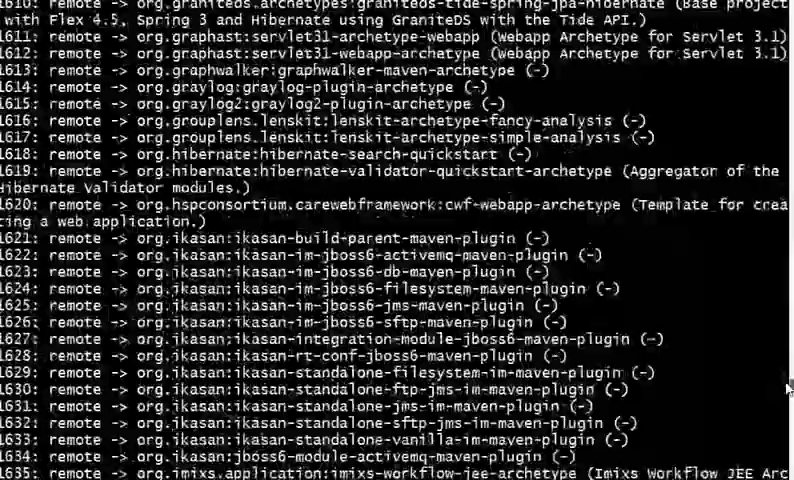 1610: remote -> org.graniteds.archetypes:graniteds-tide-spring-jpa-hibernate (Base project
with Flex 4.5, Spring 3 and Hibernate using GraniteDS with the Tide API.)
1611: remote -> org.graphast:servlet31-archetype-webapp (Webapp Archetype for Servlet 3.1)
1612: remote -> org.graphast:servlet31-webapp-archetype (Webapp Archetype for Servlet 3.1)
1613: remote -> org.graphwalker:graphwalker-maven-archetype (-)
1614: remote -> org.graylog:graylog-plugin-archetype (-)
1615: remote -> org.graylog2:graylog2-plugin-archetype (-)
1616: remote -> org.grouplens.lenskit:lenskit-archetype-fancy-analysis (-)
1617: remote -> org.grouplens.lenskit:lenskit-archetype-simple-analysis (-)
1618: remote -> org.hibernate:hibernate-search-quickstart (-)
1619: remote -> org.hibernate:hibernate-validator-quickstart-archetype (Aggregator of the
Hibernate Validator modules.)
1620: remote -> org.hspconsortium.carewebframework:cwf-webapp-archetype (Template for crea
ting a web application.)
1621: remote -> org.ikasan:ikasan-build-parent-maven-plugin (-)
1622: remote -> org.ikasan:ikasan-im-jboss6-activemq-maven-plugin (-)
1623: remote -> org.ikasan:ikasan-im-jboss6-db-maven-plugin (-)
1624: remote -> org.ikasan:ikasan-im-jboss6-filesystem-maven-plugin (-)
1625: remote -> org.ikasan:ikasan-im-jboss6-jms-maven-plugin (-)
1626: remote -> org.ikasan:ikasan-im-jboss6-sftp-maven-plugin (-)
1627: remote -> org.ikasan:ikasan-integration-module-jboss6-maven-plugin (-)
1628: remote -> org.ikasan:ikasan-rt-conf-jboss6-maven-plugin (-)
1629: remote -> org.ikasan:ikasan-standalone-filesystem-im-maven-plugin (-)
1630: remote -> org.ikasan:ikasan-standalone-ftp-jms-im-maven-plugin (-)
1631: remote -> org.ikasan:ikasan-standalone-jms-im-maven-plugin (-)
1632: remote -> org.ikasan:ikasan-standalone-sftp-jms-im-maven-plugin (-)
1633: remote -> org.ikasan:ikasan-standalone-vanilla-im-maven-plugin (-)
1634: remote -> org.ikasan:jboss6-module-activemq-maven-plugin (-)
1635: remote -> org.imixs.application:imixs-workflow-jee-archetype (Imixs Workflow JEE Arc